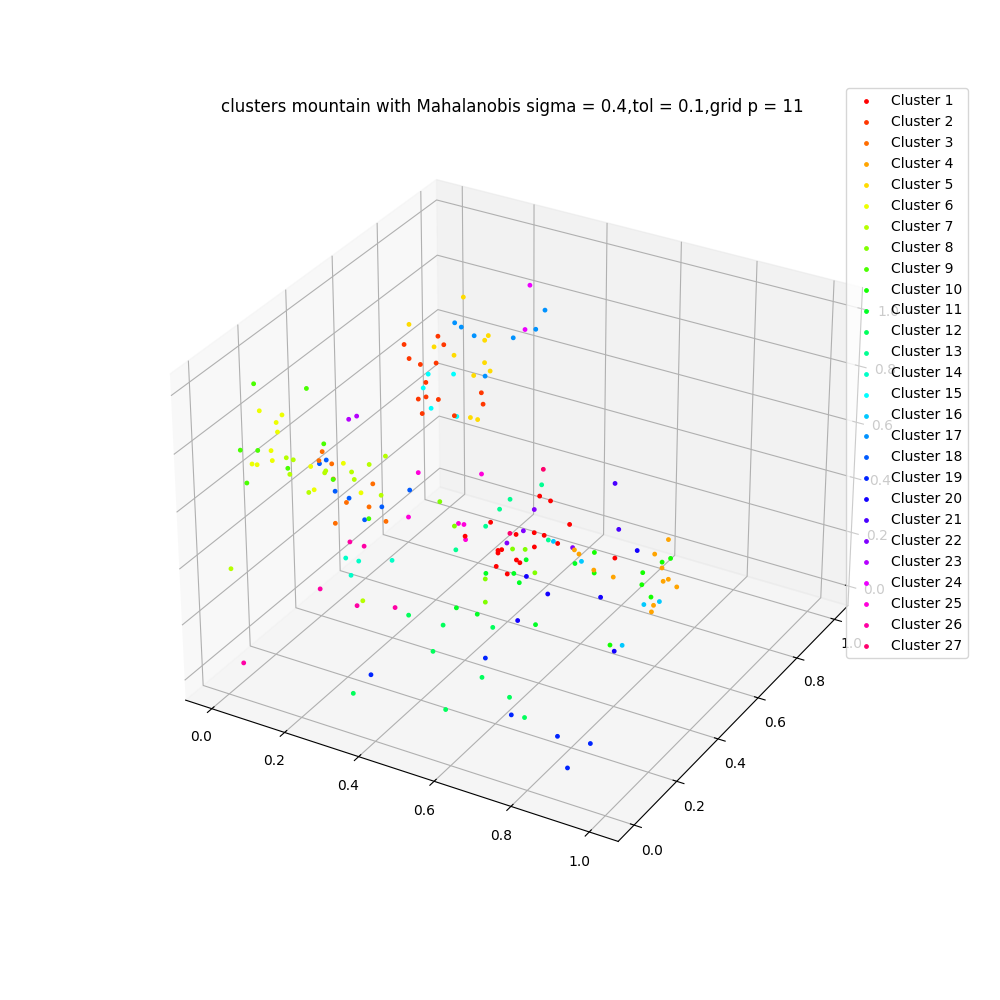 clusters mountain with Mahalanobis sigma = 0.4,tol = 0.1,grid p = 11
Cluster 1
Cluster 2
Cluster 3
Cluster 4
Cluster 5
Cluster 6
Cluster 7
Cluster 8
Cluster 9
Cluster 10
Cluster 11
Cluster 12
Cluster 13
Cluster 14
Cluster 15
Cluster 16
Cluster 17
Cluster 18
Cluster 19
Cluster 20
Cluster 21
Cluster 22
Cluster 23
Cluster 24
Cluster 25
Cluster 26
Cluster 27
0.0
0.2
0.4
0.6
0.8
1.0
0.0
0.2
0.4
0.6
0.8
1.0
0.0
0.2
0.4
0.6
0.8